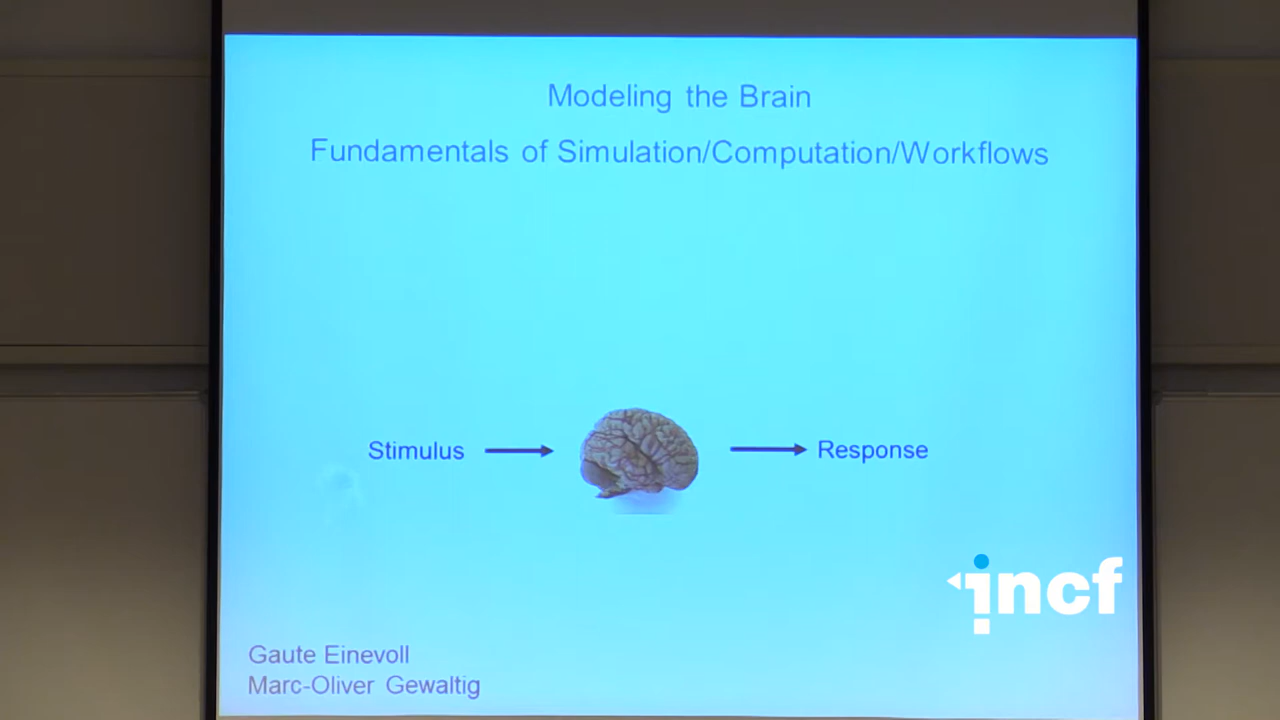 Modeling the Brain
Fundamentals of Simulation/Computation/Workflows
Stimulus
Response
incf
Gaute Einevoll
Marc-Oliver Gewaltig